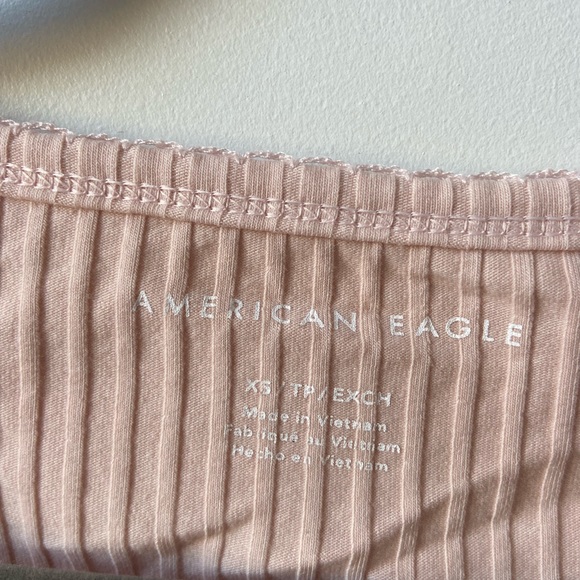 AMERICAN EAGLE
XS / TP / EXCH
Made in Vietnam
Fabriqué au Vietnam
Hecho en Vietnam